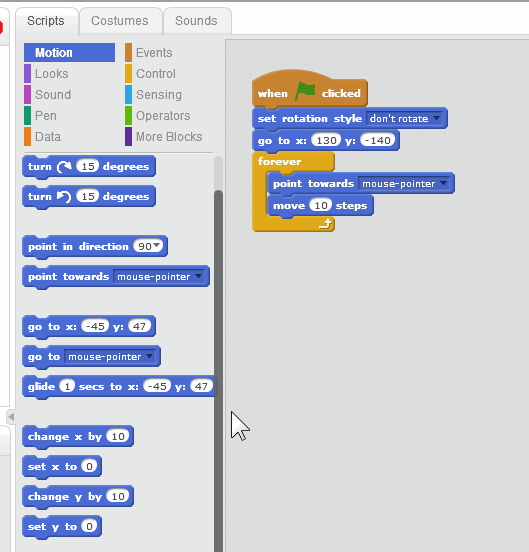 Scripts Costumes Sounds
Motion Events
Looks Control
Sound Sensing
Pen Operators
Data More Blocks
turn 15 degrees
turn 15 degrees
point in direction 90
point towards mouse-pointer
go to x: -45 y: 47
go to mouse-pointer
glide 1 secs to x: -45 y: 47
change x by 10
set x to 0
change y by 10
set y to 0
when clicked
set rotation style don't rotate
go to x: 130 y: -140
forever
point towards mouse-pointer
move 10 steps